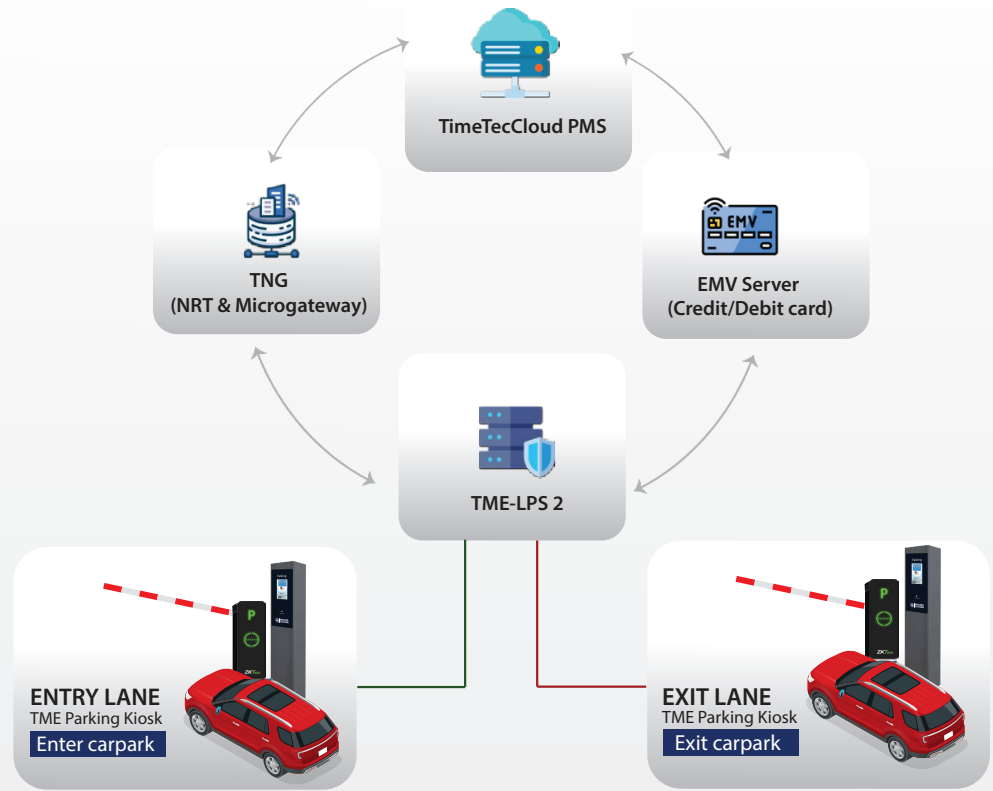 TimeTecCloud PMS
TNG
(NRT & Microgateway)
EMV
EMV Server
(Credit/Debit card)
TME-LPS 2
P
ENTRY LANE
TME Parking Kiosk
Enter carpark
P
EXIT LANE
TME Parking Kiosk
Exit carpark